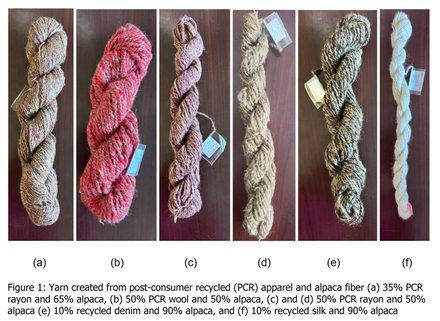 (a) (b) (c) (d) (e) (f)
Figure 1: Yarn created from post-consumer recycled (PCR) apparel and alpaca fiber (a) 35% PCR
rayon and 65% alpaca, (b) 50% PCR wool and 50% alpaca, (c) and (d) 50% PCR rayon and 50%
alpaca (e) 10% recycled denim and 90% alpaca, and (f) 10% recycled silk and 90% alpaca